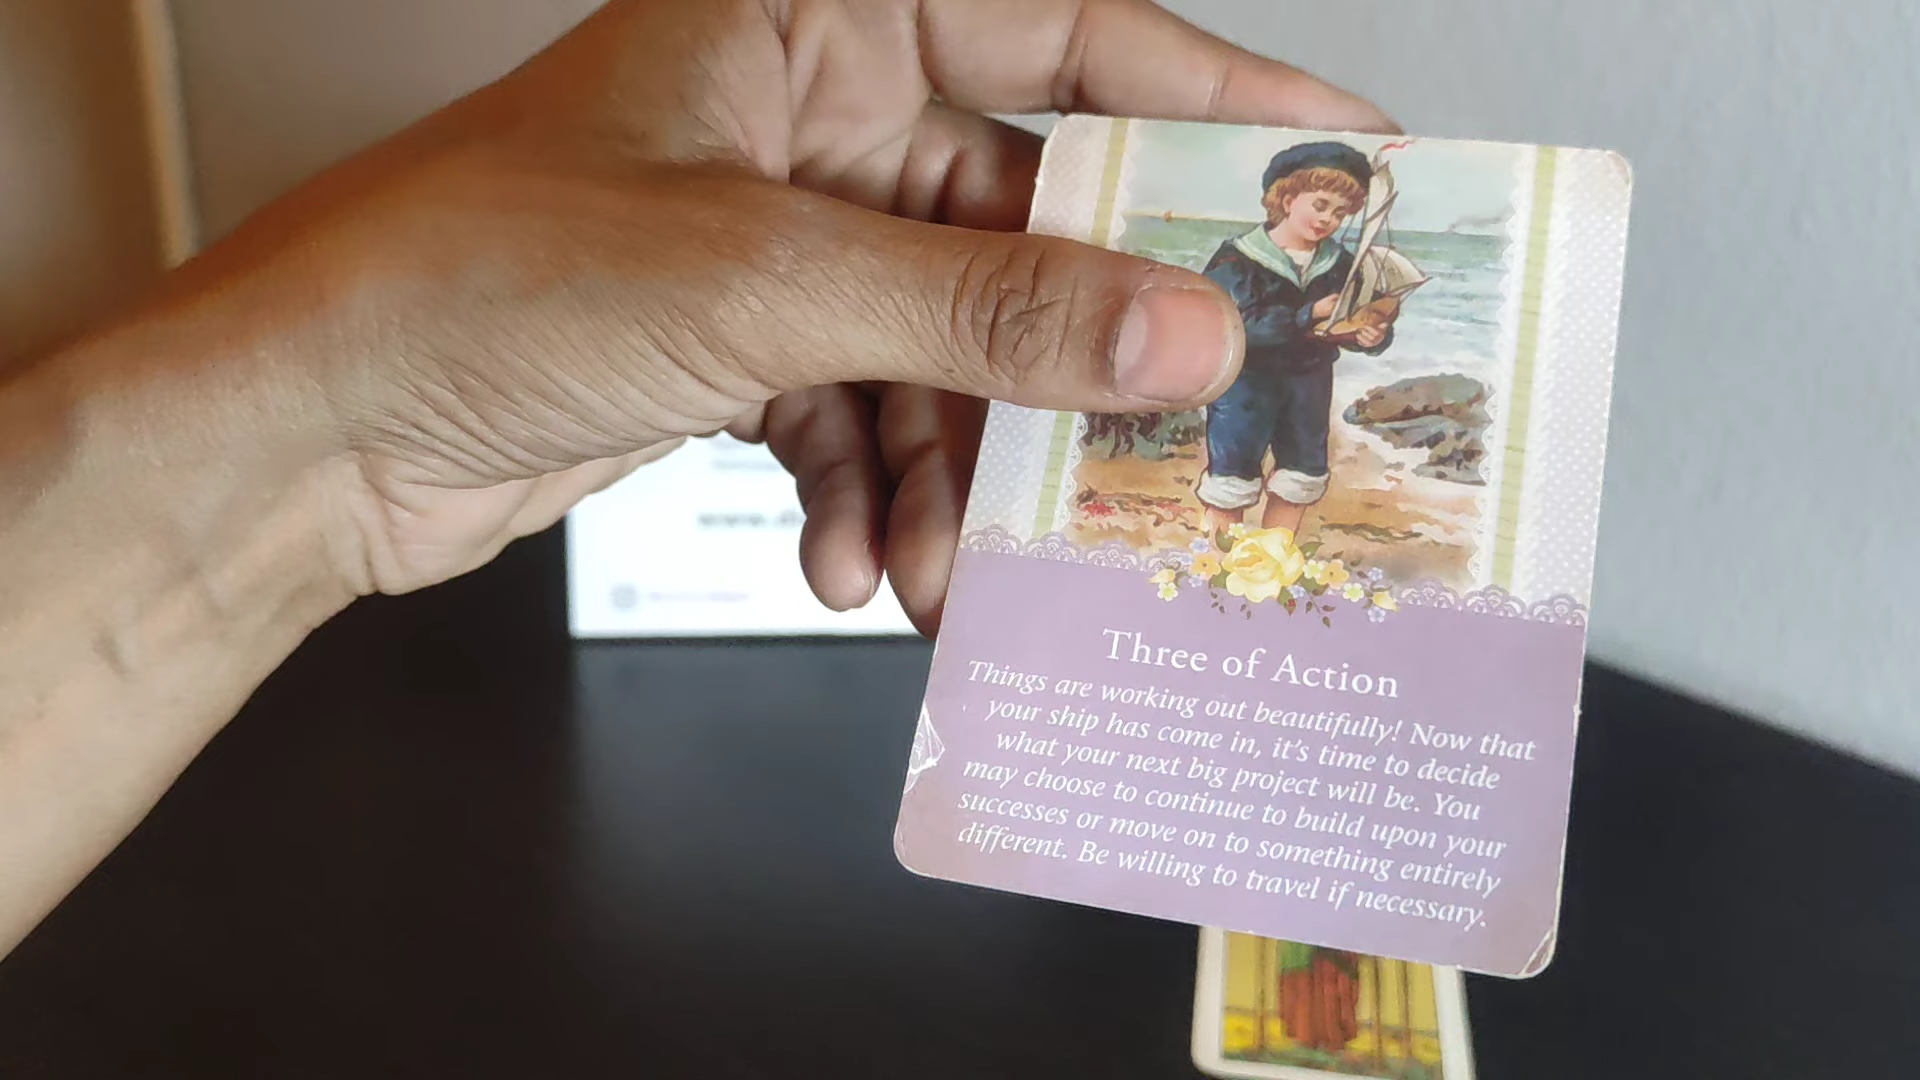 Three of Action
Things are working out beautifully! Now that
your ship has come in, it's time to decide
what your next big project will be. You
may choose to continue to build upon your
successes or move on to something entirely
different. Be willing to travel if necessary.